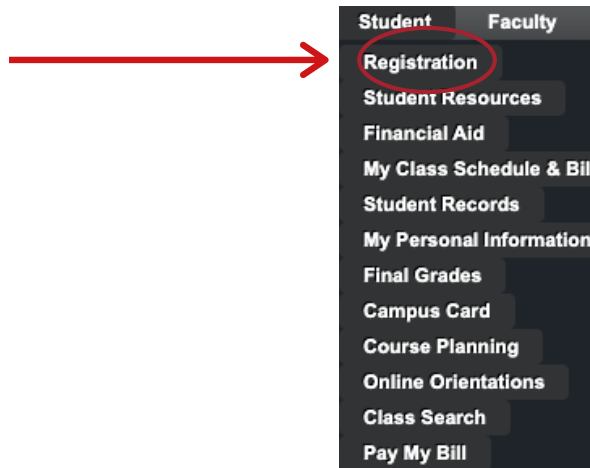 Student Faculty
Registration
Student Resources
Financial Aid
My Class Schedule & Bil
Student Records
My Personal Information
Final Grades
Campus Card
Course Planning
Online Orientations
Class Search
Pay My Bill